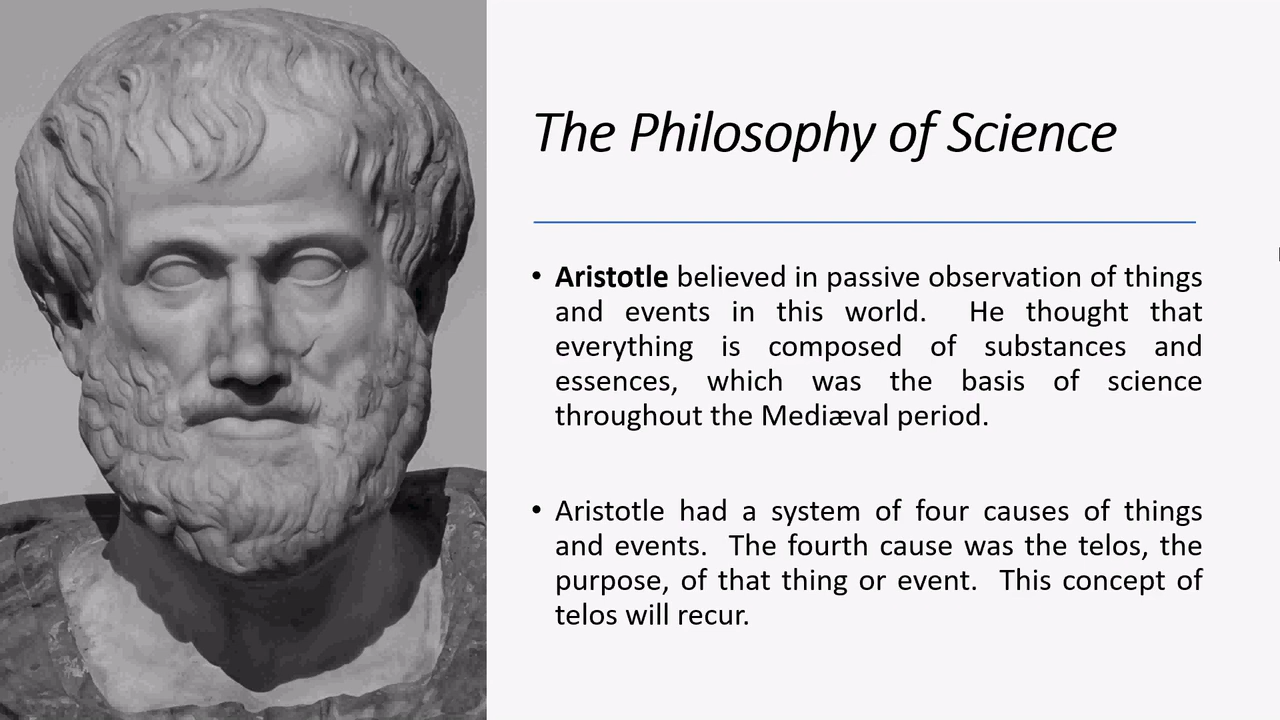 The Philosophy of Science
• Aristotle believed in passive observation of things
and events in this world. He thought that
everything is composed of substances and
essences, which was the basis of science
throughout the Mediæval period.
• Aristotle had a system of four causes of things
and events. The fourth cause was the telos, the
purpose, of that thing or event. This concept of
telos will recur.